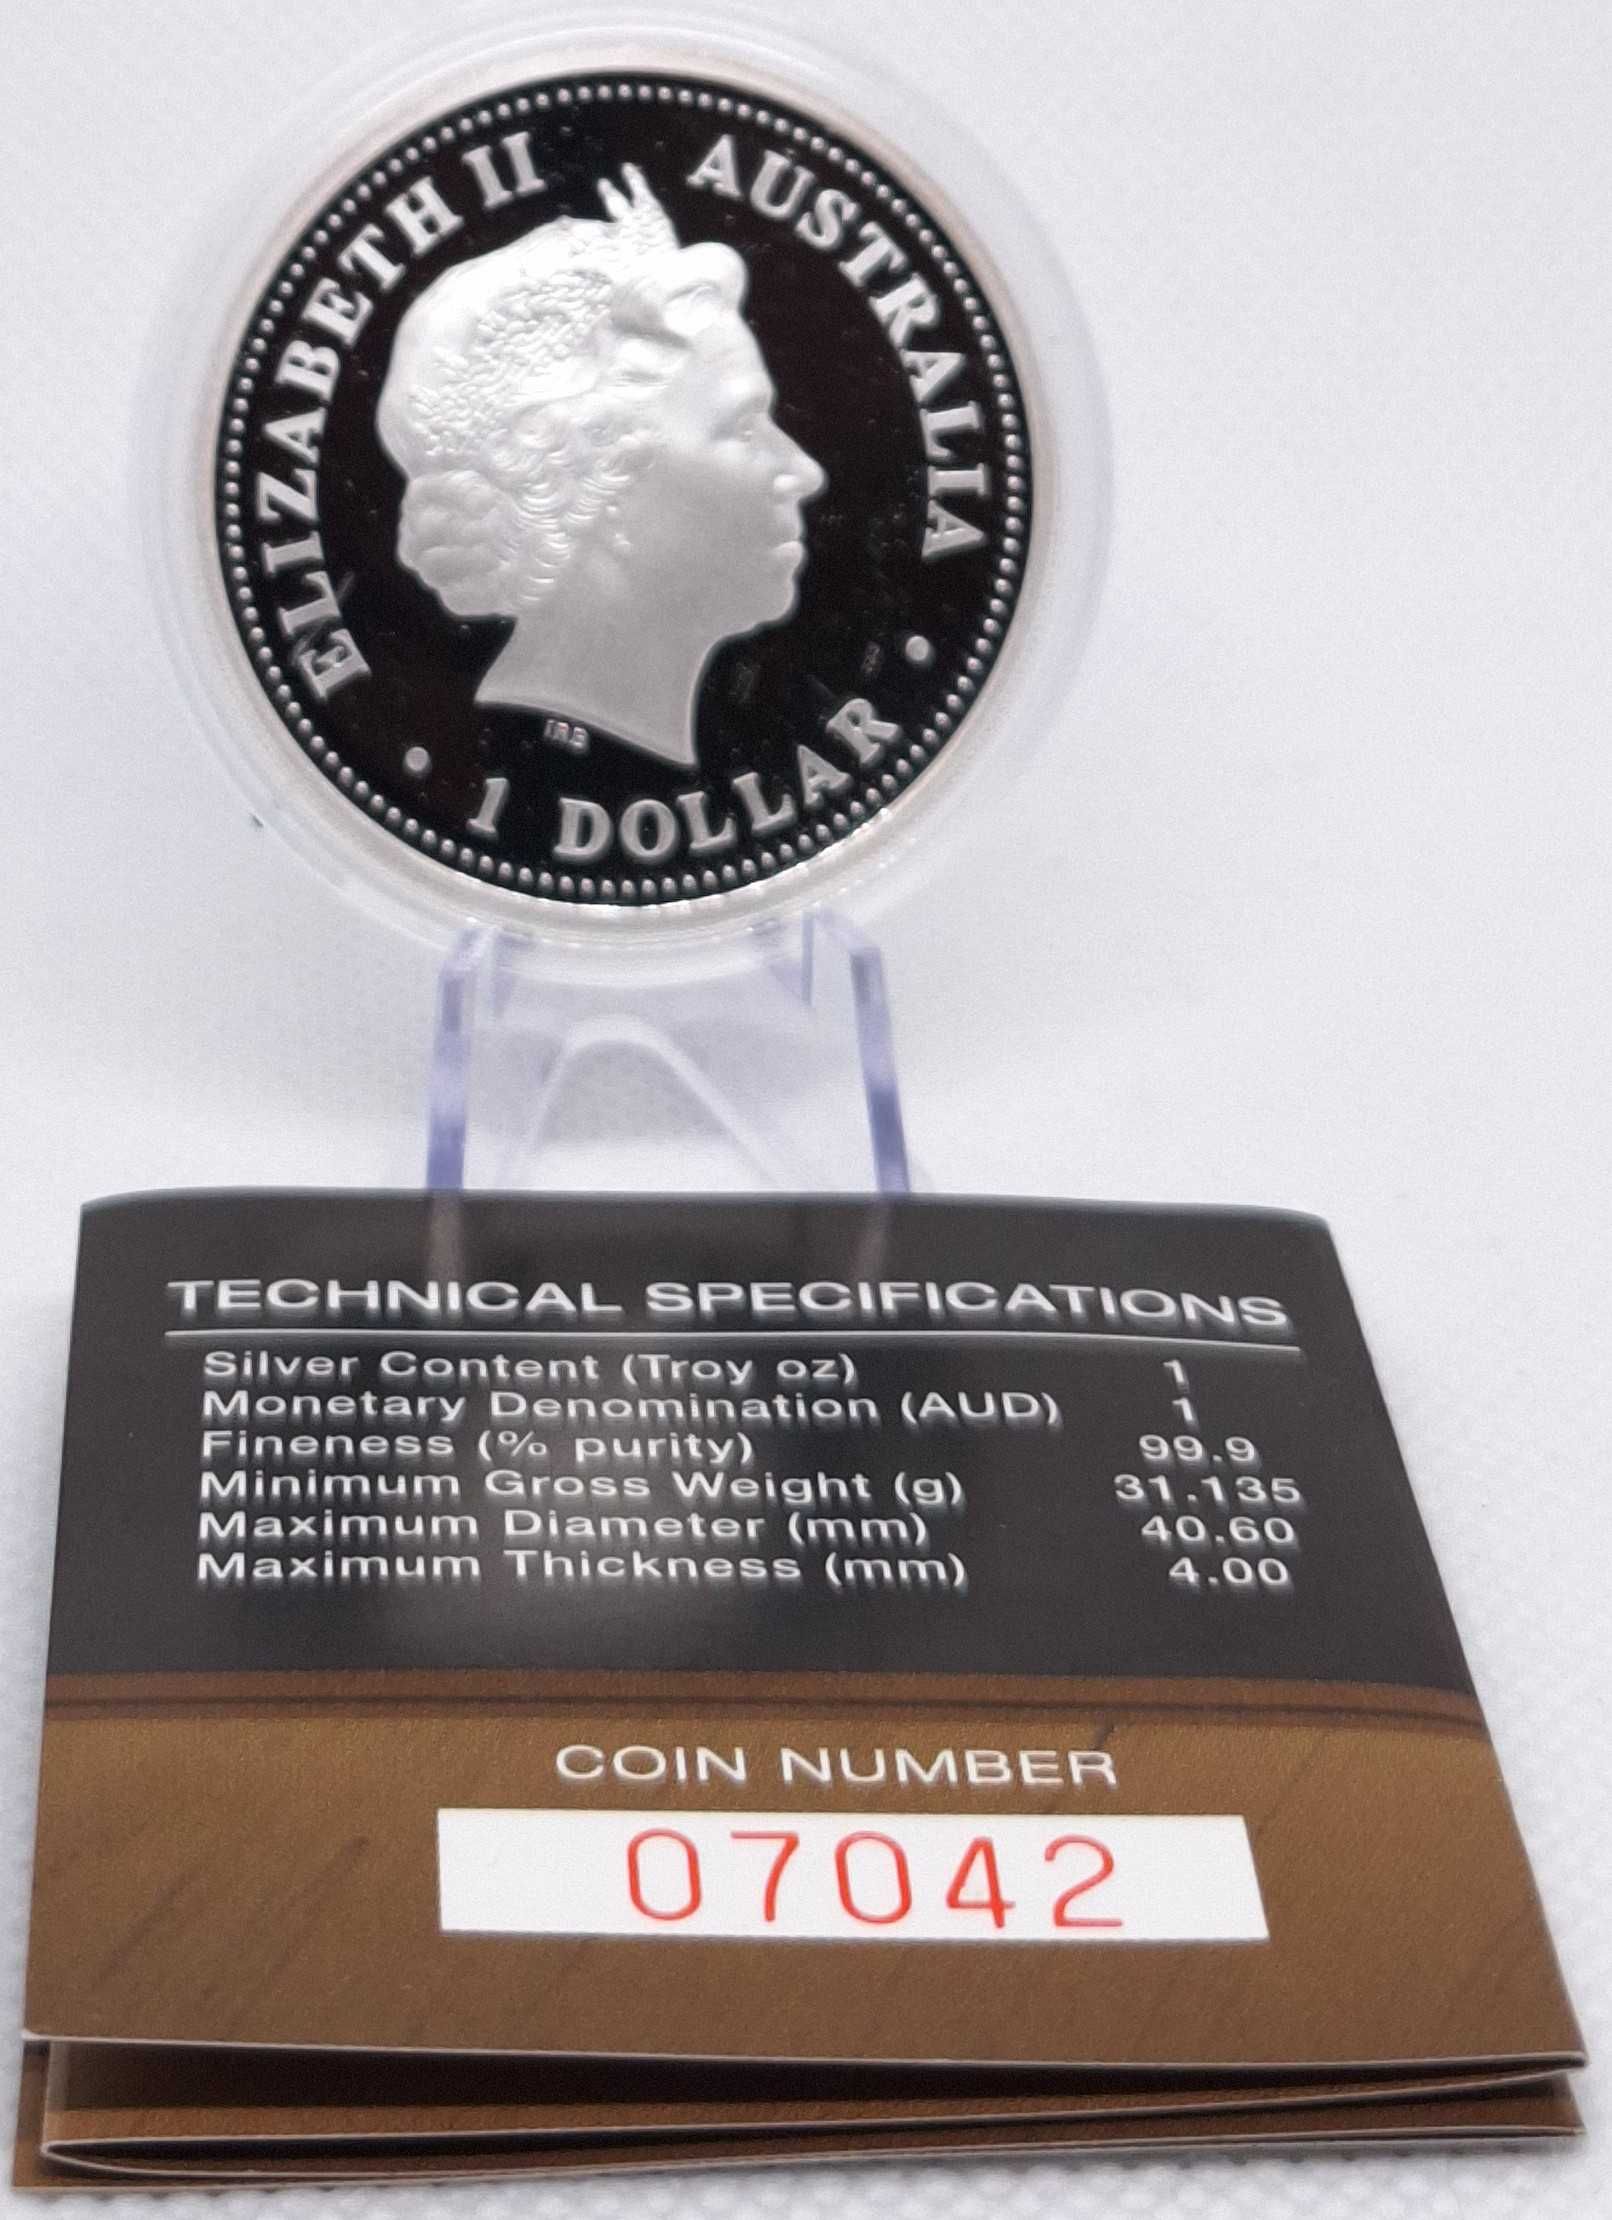 ELIZABETH II AUSTRALIA
IRB
• 1 DOLLAR •
TECHNICAL SPECIFICATIONS
Silver Content (Troy oz) 1
Monetary Denomination (AUD) 1
Fineness (% purity) 99.9
Minimum Gross Weight (g) 31.135
Maximum Diameter (mm) 40.60
Maximum Thickness (mm) 4.00
COIN NUMBER
07042